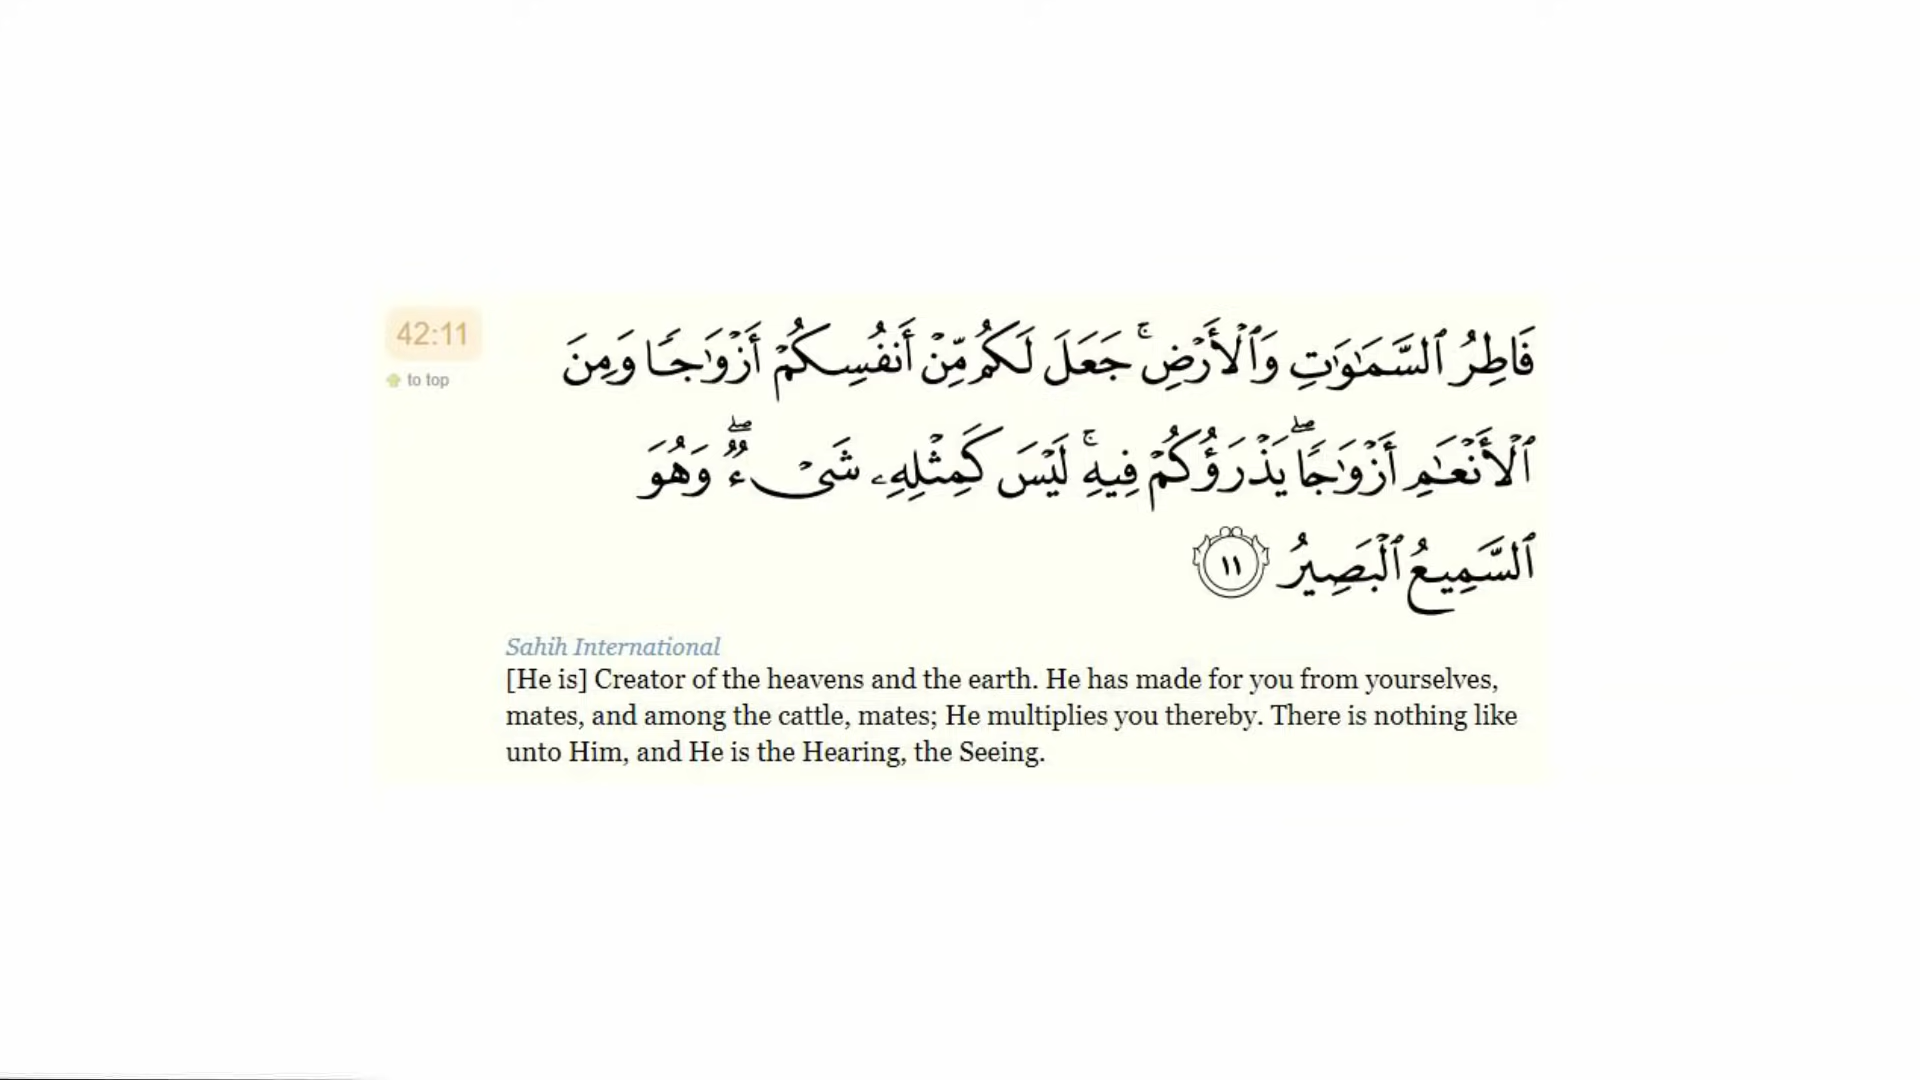 42:11
to top
فَاطِرُ ٱلسَّمَـٰوَٰتِ وَٱلْأَرْضِ ۚ جَعَلَ لَكُم مِّنْ أَنفُسِكُمْ أَزْوَٰجًا وَمِنَ
ٱلْأَنْعَـٰمِ أَزْوَٰجًا ۖ يَذْرَؤُكُمْ فِيهِ ۚ لَيْسَ كَمِثْلِهِۦ شَىْءٌ ۖ وَهُوَ
ٱلسَّمِيعُ ٱلْبَصِيرُ ١١
Sahih International
[He is] Creator of the heavens and the earth. He has made for you from yourselves,
mates, and among the cattle, mates; He multiplies you thereby. There is nothing like
unto Him, and He is the Hearing, the Seeing.